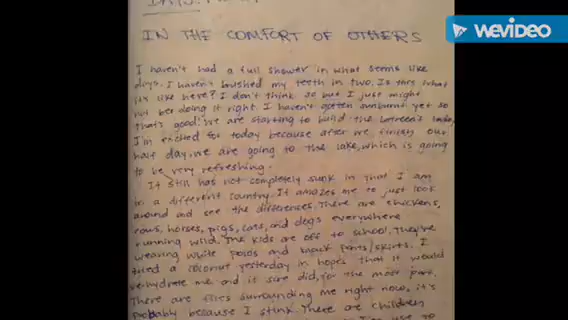 WEVIDEO
IN THE COMFORT OF OTHERS
I haven't had a full shower in what seems like
days. I haven't brushed my teeth in two. Is this what
it's like here? I don't think so but I just might
not be doing it right. I haven't gotten sunburnt yet so
that's good! We are starting to build the
I'm excited for today because after we finish our
half day, we are going to the lake, which is going
to be very refreshing.
It still has not completely sunk in that I am
in a different country. It amazes me to just look
around and see the differences. There are chickens,
cows, horses, pigs, cats, and dogs everywhere
running wild. The kids are off to school. They're
wearing white polos and black pants/skirts. I
tried a coconut yesterday in hopes that it would
rehydrate me and it sure did, for the most part.
There are flies surrounding me right now, it's
probably because I stink. There are children